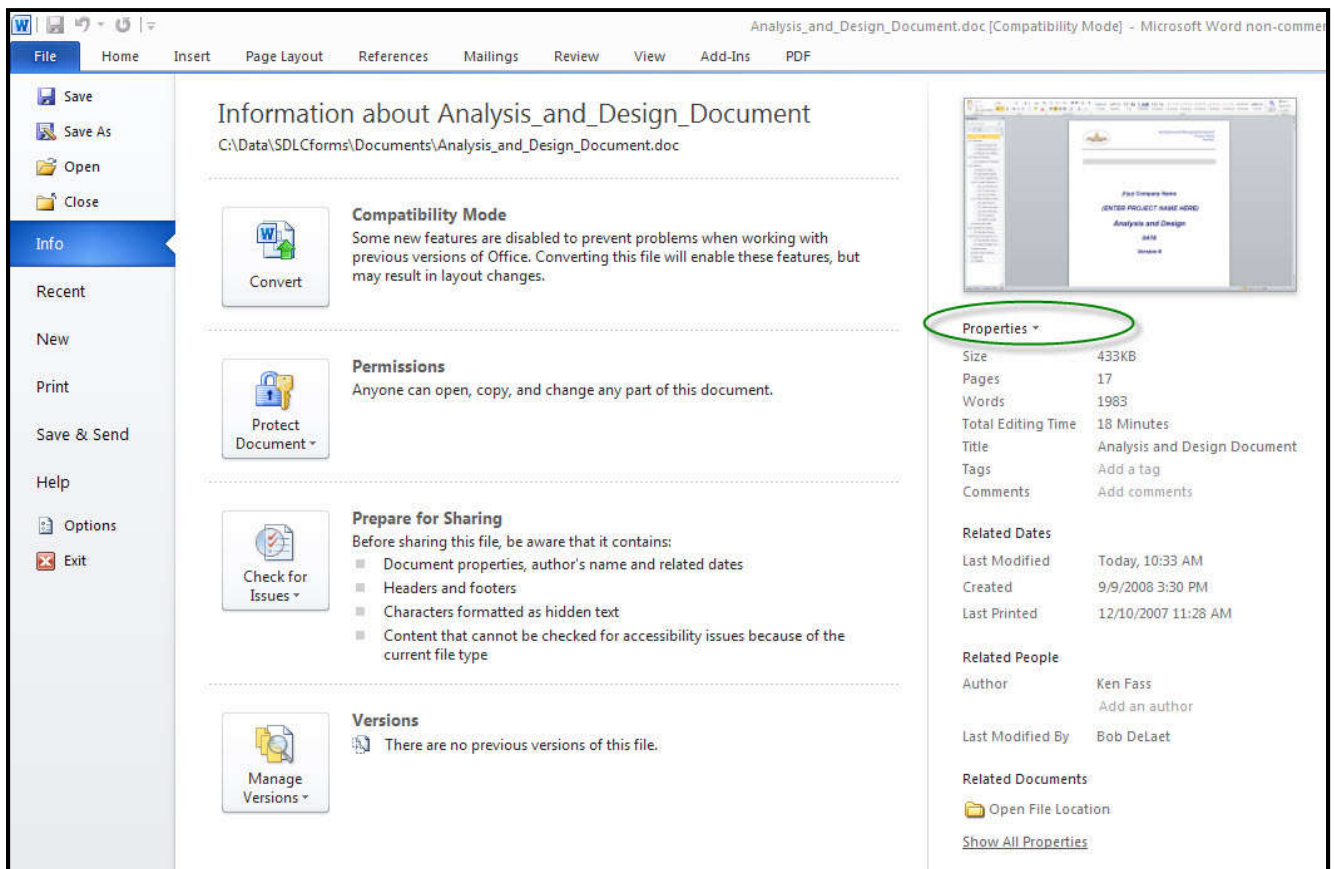 Analysis_and_Design_Document.doc [Compatibility Mode] - Microsoft Word non-commer
File Home Insert Page Layout References Mailings Review View Add-Ins PDF
Save
Save As
Open
Close
Info
Recent
New
Print
Save & Send
Help
Options
Exit
Information about Analysis_and_Design_Document
C:\Data\SDLCforms\Documents\Analysis_and_Design_Document.doc
Convert
Compatibility Mode
Some new features are disabled to prevent problems when working with
previous versions of Office. Converting this file will enable these features, but
may result in layout changes.
Protect
Document
Permissions
Anyone can open, copy, and change any part of this document.
Check for
Issues
Prepare for Sharing
Before sharing this file, be aware that it contains:
Document properties, author's name and related dates
Headers and footers
Characters formatted as hidden text
Content that cannot be checked for accessibility issues because of the
current file type
Manage
Versions
Versions
There are no previous versions of this file.
Your Company Name
(ENTER PROJECT NAME HERE)
Analysis and Design
DATE
Version #
Properties
Size 433KB
Pages 17
Words 1983
Total Editing Time 18 Minutes
Title Analysis and Design Document
Tags Add a tag
Comments Add comments
Related Dates
Last Modified Today, 10:33 AM
Created 9/9/2008 3:30 PM
Last Printed 12/10/2007 11:28 AM
Related People
Author Ken Fass
Add an author
Last Modified By Bob DeLaet
Related Documents
Open File Location
Show All Properties